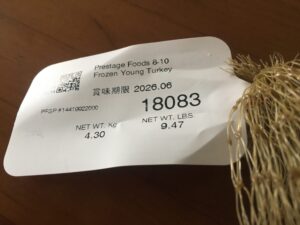 Prestage Foods 8-10
Frozen Young Turkey
賞味期限 2026.06
18083
NET WT. Kg
4.30
NET WT. LBS
9.47